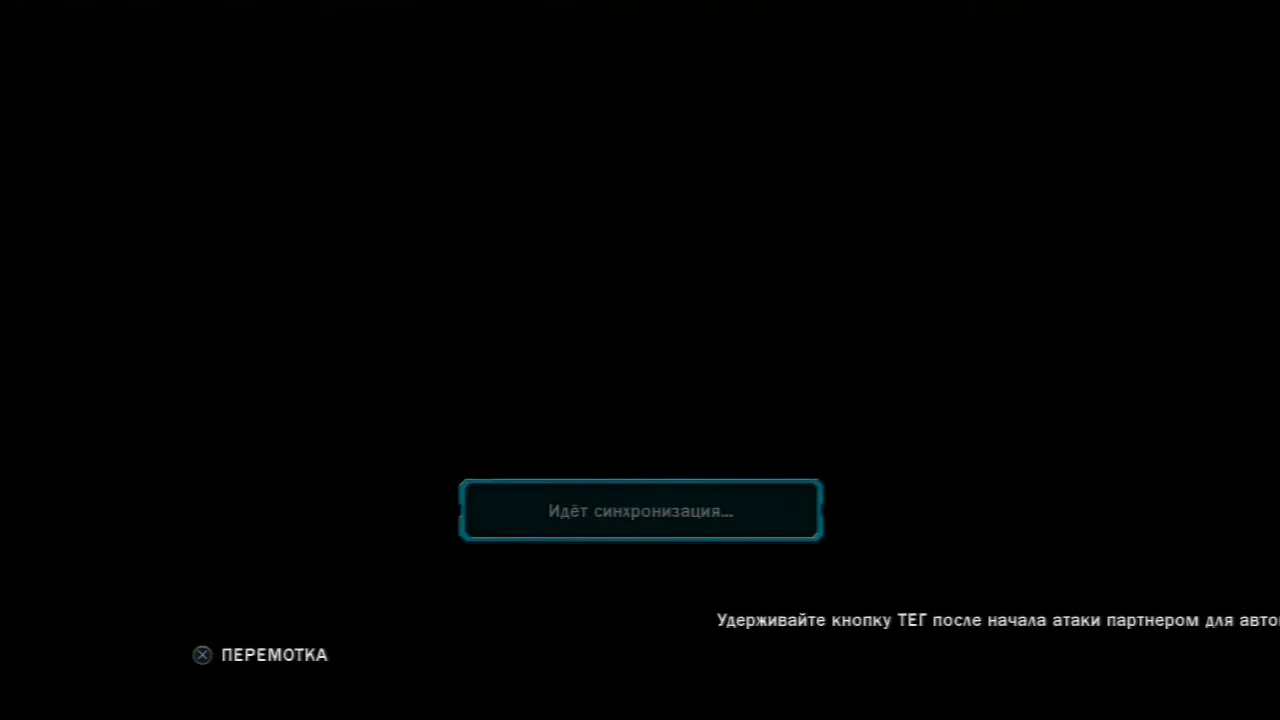 Идёт синхронизация...
Удерживайте кнопку ТЕГ после начала атаки партнером для авто
ПЕРЕМОТКА